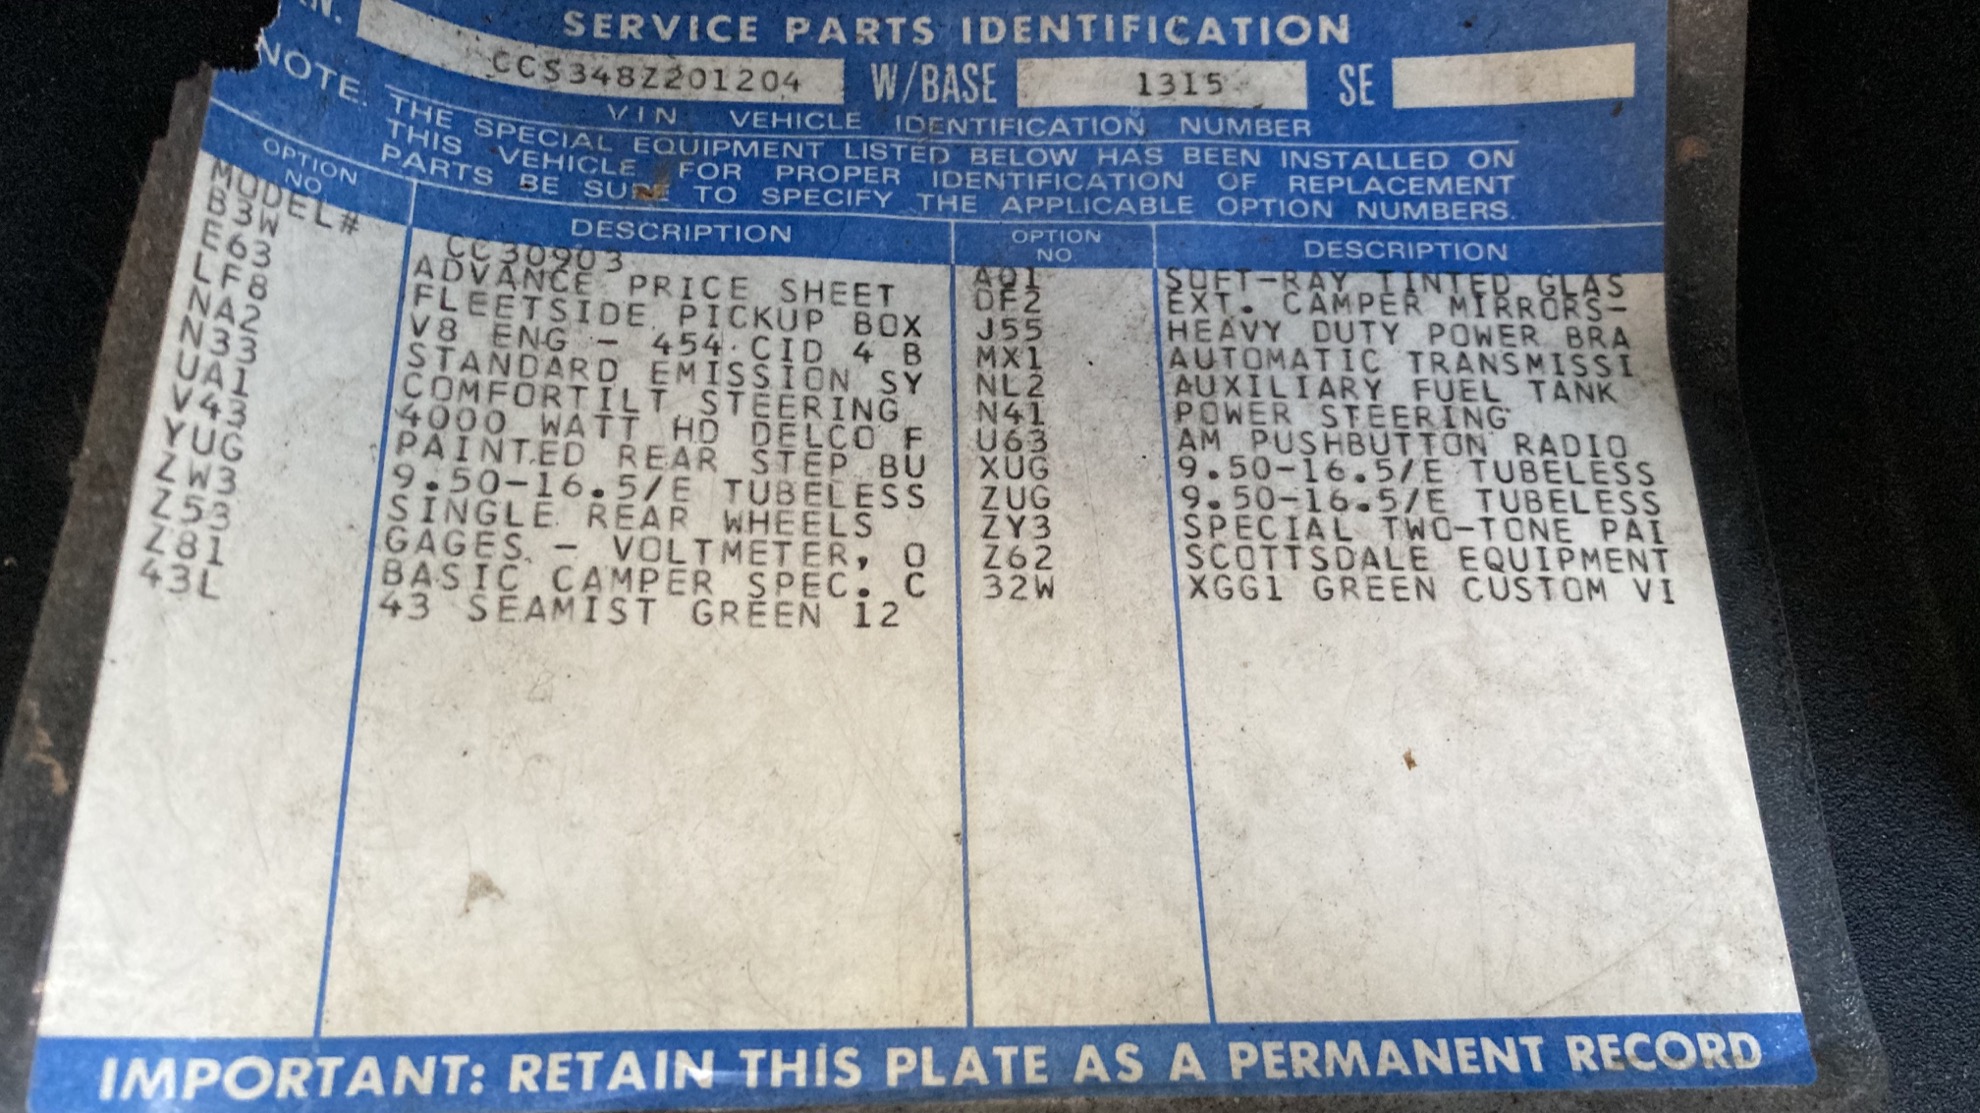 SERVICE PARTS IDENTIFICATION
CCS348Z201204 W/BASE 1315 SE
VIN VEHICLE IDENTIFICATION NUMBER
NOTE. THE SPECIAL EQUIPMENT LISTED BELOW HAS BEEN INSTALLED ON
THIS VEHICLE FOR PROPER IDENTIFICATION OF REPLACEMENT
PARTS BE SURE TO SPECIFY THE APPLICABLE OPTION NUMBERS.
OPTION NO. DESCRIPTION OPTION NO DESCRIPTION
MODEL# CC30903 A01 SOFT-RAY TINTED GLAS
B3W ADVANCE PRICE SHEET DF2 EXT. CAMPER MIRRORS-
E63 FLEETSIDE PICKUP BOX J55 HEAVY DUTY POWER BRA
LF8 V8 ENG - 454 CID 4 B MX1 AUTOMATIC TRANSMISSI
NA2 STANDARD EMISSION SY NL2 AUXILIARY FUEL TANK
N33 COMFORTILT STEERING N41 POWER STEERING
UA1 4000 WATT HD DELCO F U63 AM PUSHBUTTON RADIO
V43 PAINTED REAR STEP BU XUG 9.50-16.5/E TUBELESS
YUG 9.50-16.5/E TUBELESS ZUG 9.50-16.5/E TUBELESS
ZW3 SINGLE REAR WHEELS ZY3 SPECIAL TWO-TONE PAI
Z53 GAGES - VOLTMETER, O Z62 SCOTTSDALE EQUIPMENT
Z81 BASIC CAMPER SPEC. C 32W XGG1 GREEN CUSTOM VI
43L 43 SEAMIST GREEN 12
IMPORTANT: RETAIN THIS PLATE AS A PERMANENT RECORD